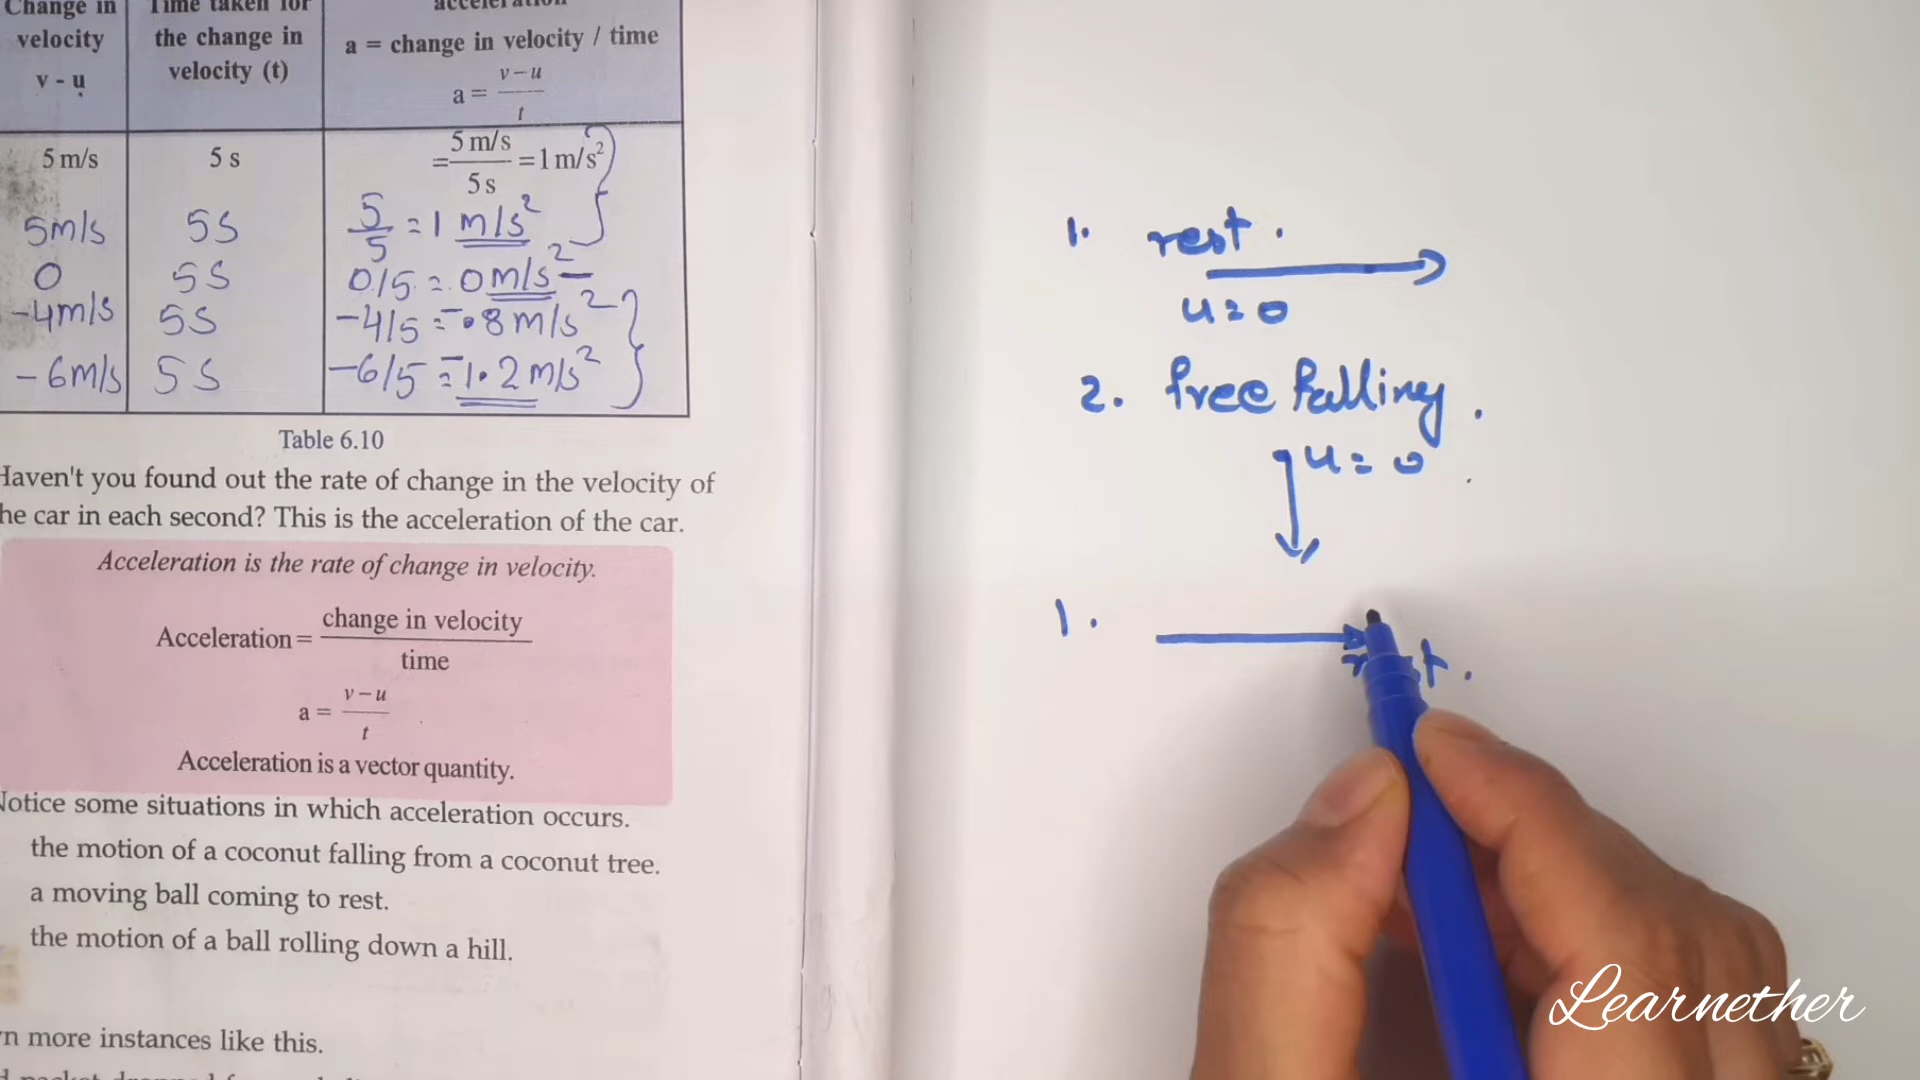 Change in
velocity
v - u
Time taken for
the change in
velocity (t)
acceleration
a = change in velocity / time
a = v – u / t
5 m/s 5 s = 5 m/s / 5 s = 1 m/s²
5m/s 5S 5/5 = 1 m/s²
0 5S 0/5 = 0 m/s²
-4m/s 5S -4/5 = -.8 m/s²
-6m/s 5S -6/5 = -1.2 m/s²
Table 6.10
Haven't you found out the rate of change in the velocity of
he car in each second? This is the acceleration of the car.
Acceleration is the rate of change in velocity.
Acceleration = change in velocity / time
a = v – u / t
Acceleration is a vector quantity.
Notice some situations in which acceleration occurs.
the motion of a coconut falling from a coconut tree.
a moving ball coming to rest.
the motion of a ball rolling down a hill.
n more instances like this.
1. rest.
u = 0
2. free falling.
u = 0
1.
Learnether